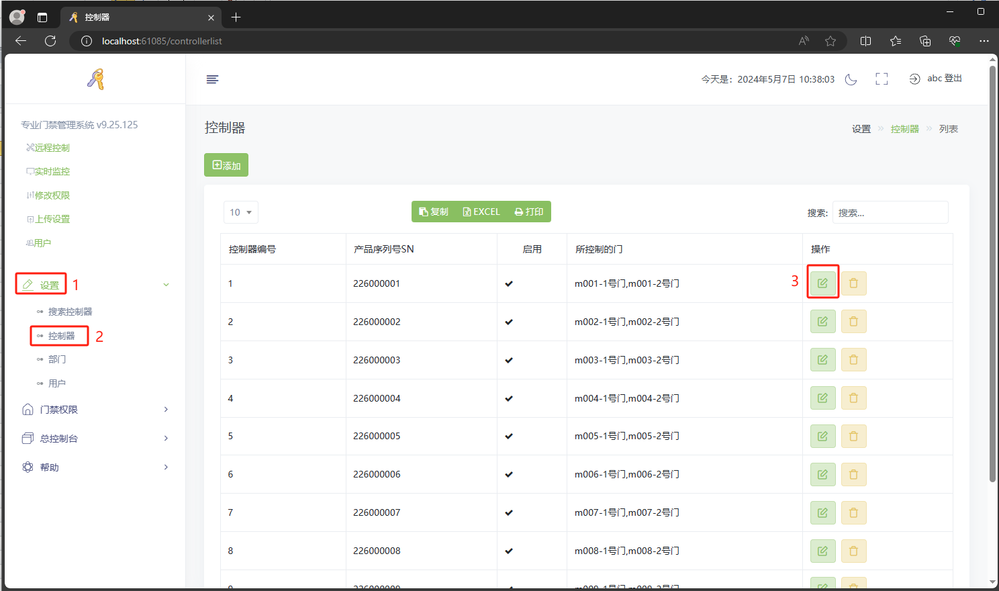 控制器
localhost:61085/controllerlist
今天是: 2024年5月7日 10:38:03
abc 登出
专业门禁管理系统 v9.25.125
远程控制
实时监控
修改权限
上传设置
用户
设置 1
搜索控制器
控制器 2
部门
用户
门禁权限
总控制台
帮助
控制器
设置 » 控制器 » 列表
添加
10
复制 EXCEL 打印
搜索: 搜索...
控制器编号 产品序列号SN 启用 所控制的门 操作
1 226000001 m001-1号门,m001-2号门 3
2 226000002 m002-1号门,m002-2号门
3 226000003 m003-1号门,m003-2号门
4 226000004 m004-1号门,m004-2号门
5 226000005 m005-1号门,m005-2号门
6 226000006 m006-1号门,m006-2号门
7 226000007 m007-1号门,m007-2号门
8 226000008 m008-1号门,m008-2号门
9 226000009 m009-1号门,m009-2号门